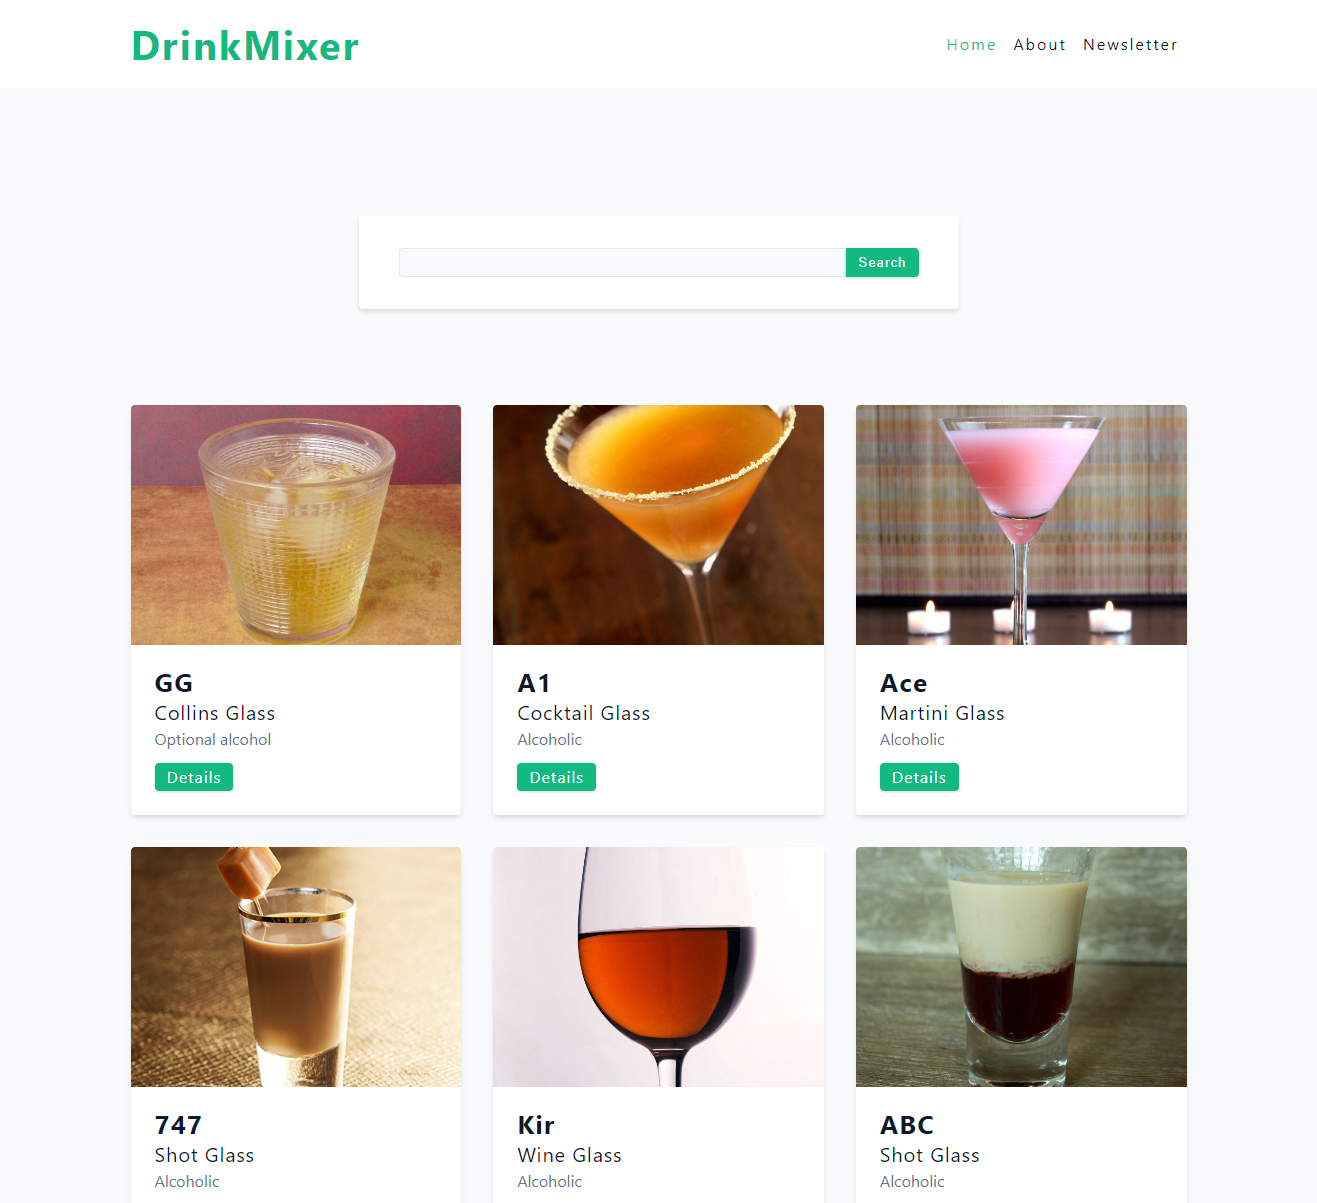 DrinkMixer
Home About Newsletter
Search
GG
Collins Glass
Optional alcohol
Details
A1
Cocktail Glass
Alcoholic
Details
Ace
Martini Glass
Alcoholic
Details
747
Shot Glass
Alcoholic
Kir
Wine Glass
Alcoholic
ABC
Shot Glass
Alcoholic